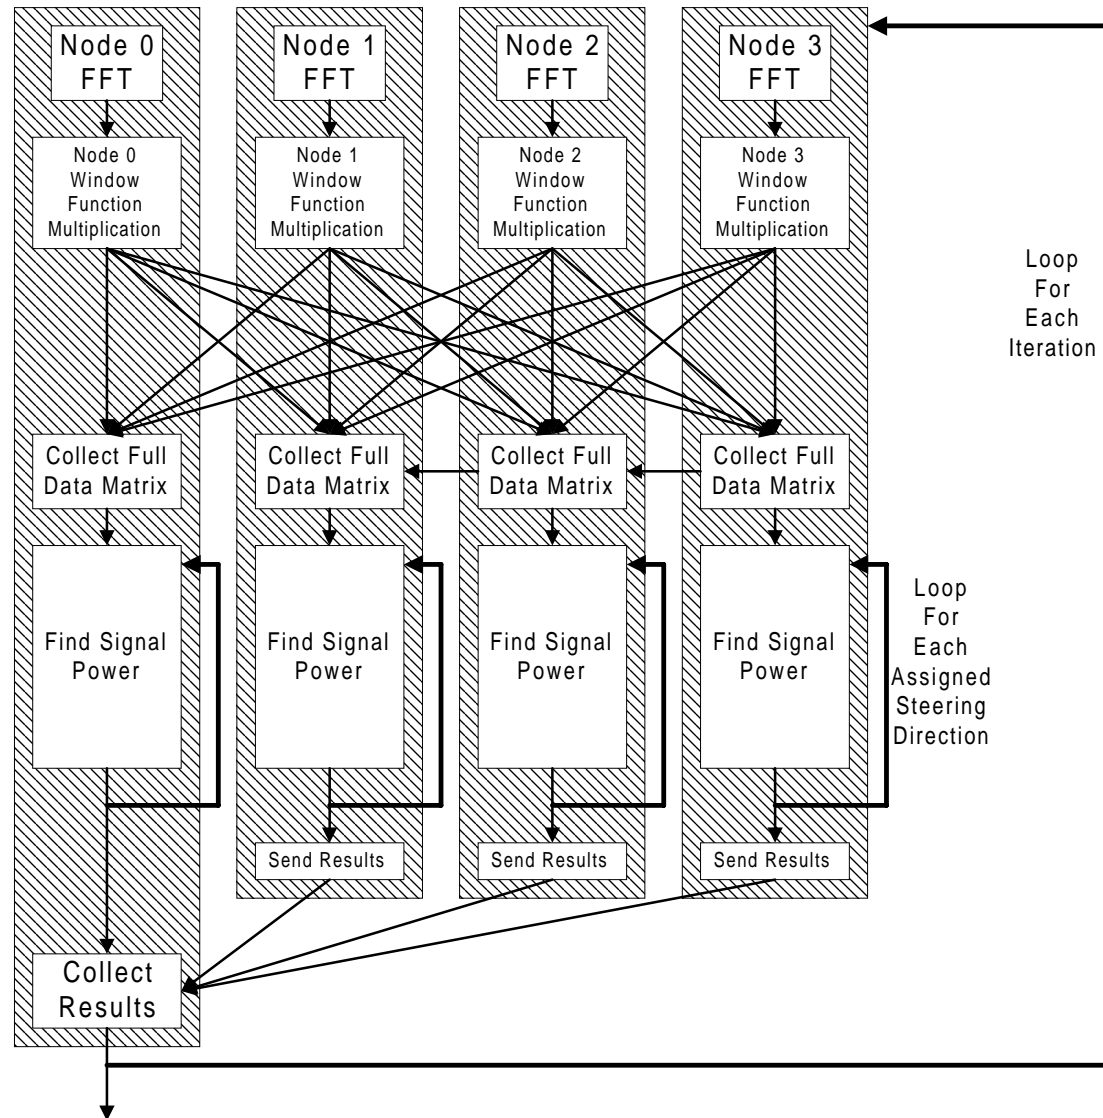 Node 0
FFT
Node 1
FFT
Node 2
FFT
Node 3
FFT
Node 0
Window
Function
Multiplication
Node 1
Window
Function
Multiplication
Node 2
Window
Function
Multiplication
Node 3
Window
Function
Multiplication
Loop
For
Each
Iteration
Collect Full
Data Matrix
Collect Full
Data Matrix
Collect Full
Data Matrix
Collect Full
Data Matrix
Find Signal
Power
Find Signal
Power
Find Signal
Power
Find Signal
Power
Loop
For
Each
Assigned
Steering
Direction
Send Results
Send Results
Send Results
Collect
Results